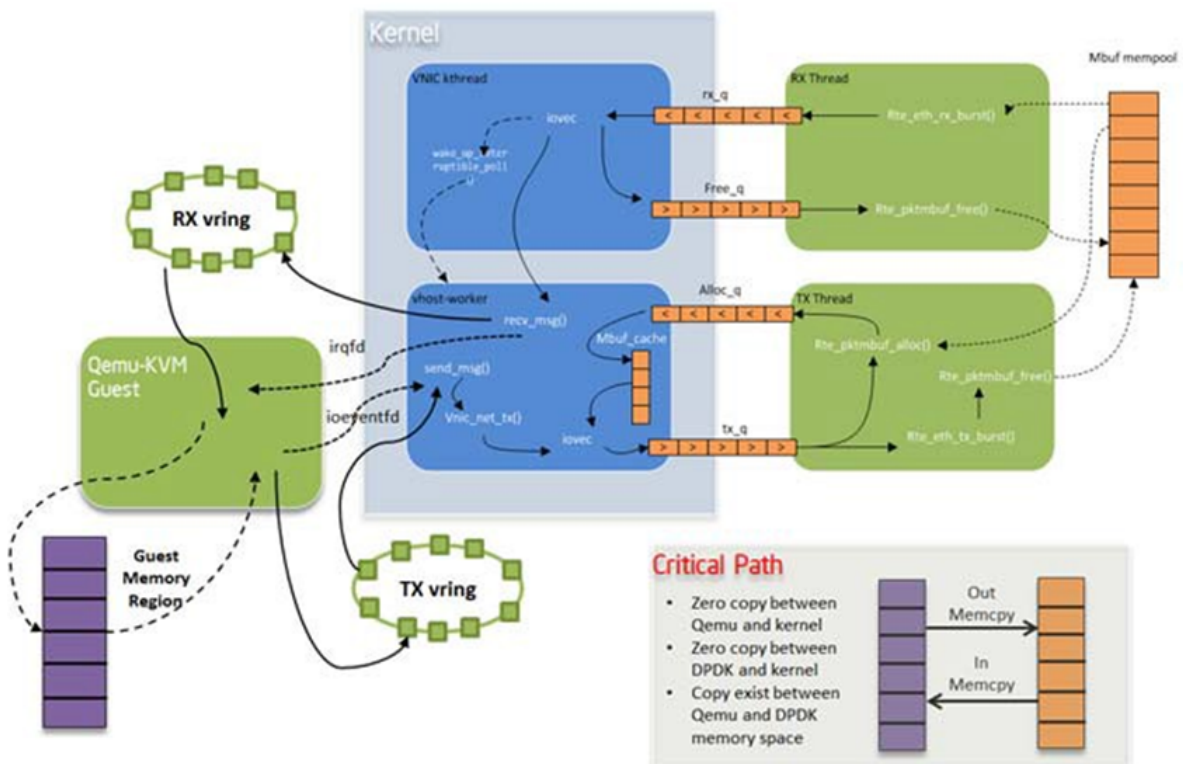 Kernel
VNIC kthread
iovec
wake_up_inter
ruptible_poll
()
rx_q
< < < < <
Free_q
> > > > >
RX Thread
Rte_eth_rx_burst()
Rte_pktmbuf_free()
Mbuf mempool
RX vring
vhost-worker
recv_msg()
send_msg()
Vnic_net_tx()
iovec
Mbuf_cache
Alloc_q
< < < < <
tx_q
> > > > >
TX Thread
Rte_pktmbuf_alloc()
Rte_pktmbuf_free()
Rte_eth_tx_burst()
Qemu-KVM
Guest
irqfd
ioeventfd
Guest
Memory
Region
TX vring
Critical Path
• Zero copy between
Qemu and kernel
• Zero copy between
DPDK and kernel
• Copy exist between
Qemu and DPDK
memory space
Out
Memcpy
In
Memcpy